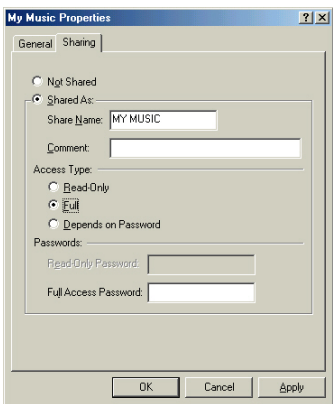 My Music Properties
General Sharing
Not Shared
Shared As:
Share Name: MY MUSIC
Comment:
Access Type:
Read-Only
Full
Depends on Password
Passwords:
Read-Only Password:
Full Access Password:
OK Cancel Apply